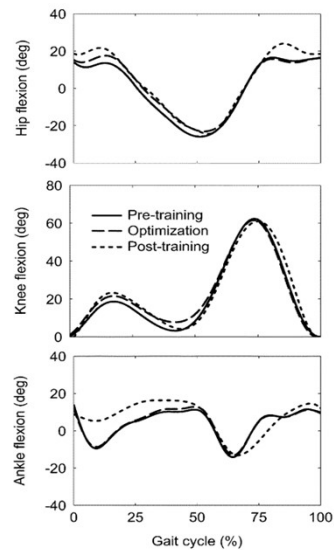 Hip flexion (deg)
40
20
0
-20
-40
Knee flexion (deg)
80
60
40
20
0
Pre-training
Optimization
Post-training
Ankle flexion (deg)
40
20
0
-20
-40
0
25
50
75
100
Gait cycle (%)